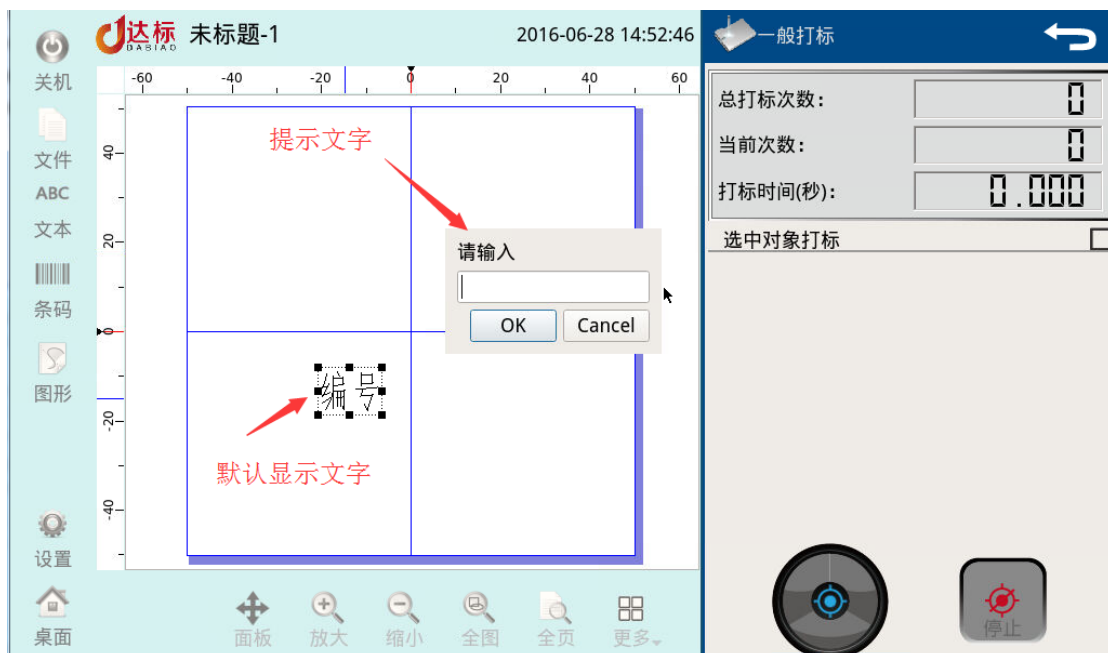 达标 未标题-1 2016-06-28 14:52:46
DABIAO
一般打标
关机
文件
ABC
文本
条码
图形
设置
桌面
-60 -40 -20 0 20 40 60
40
20
0
-20
-40
提示文字
请输入
OK Cancel
编号
默认显示文字
面板 放大 缩小 全图 全页 更多
总打标次数: 0
当前次数: 0
打标时间(秒): 0.000
选中对象打标
停止